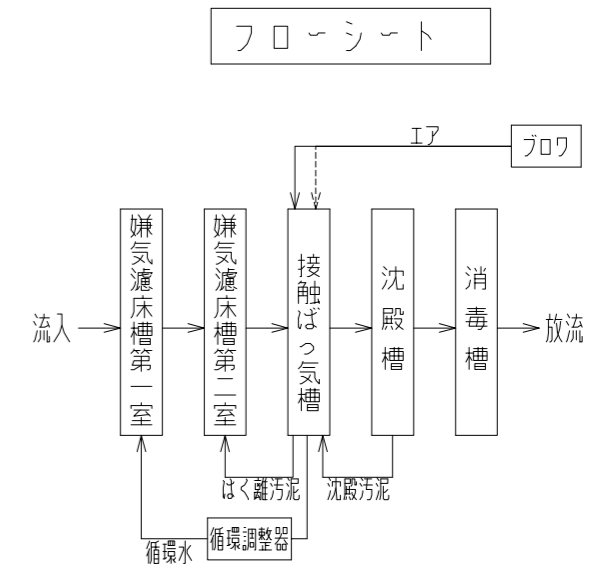 フローシート
エア
ブロワ
流入
嫌気濾床槽第一室
嫌気濾床槽第二室
接触ばっ気槽
沈殿槽
消毒槽
放流
はく離汚泥
沈殿汚泥
循環水
循環調整器